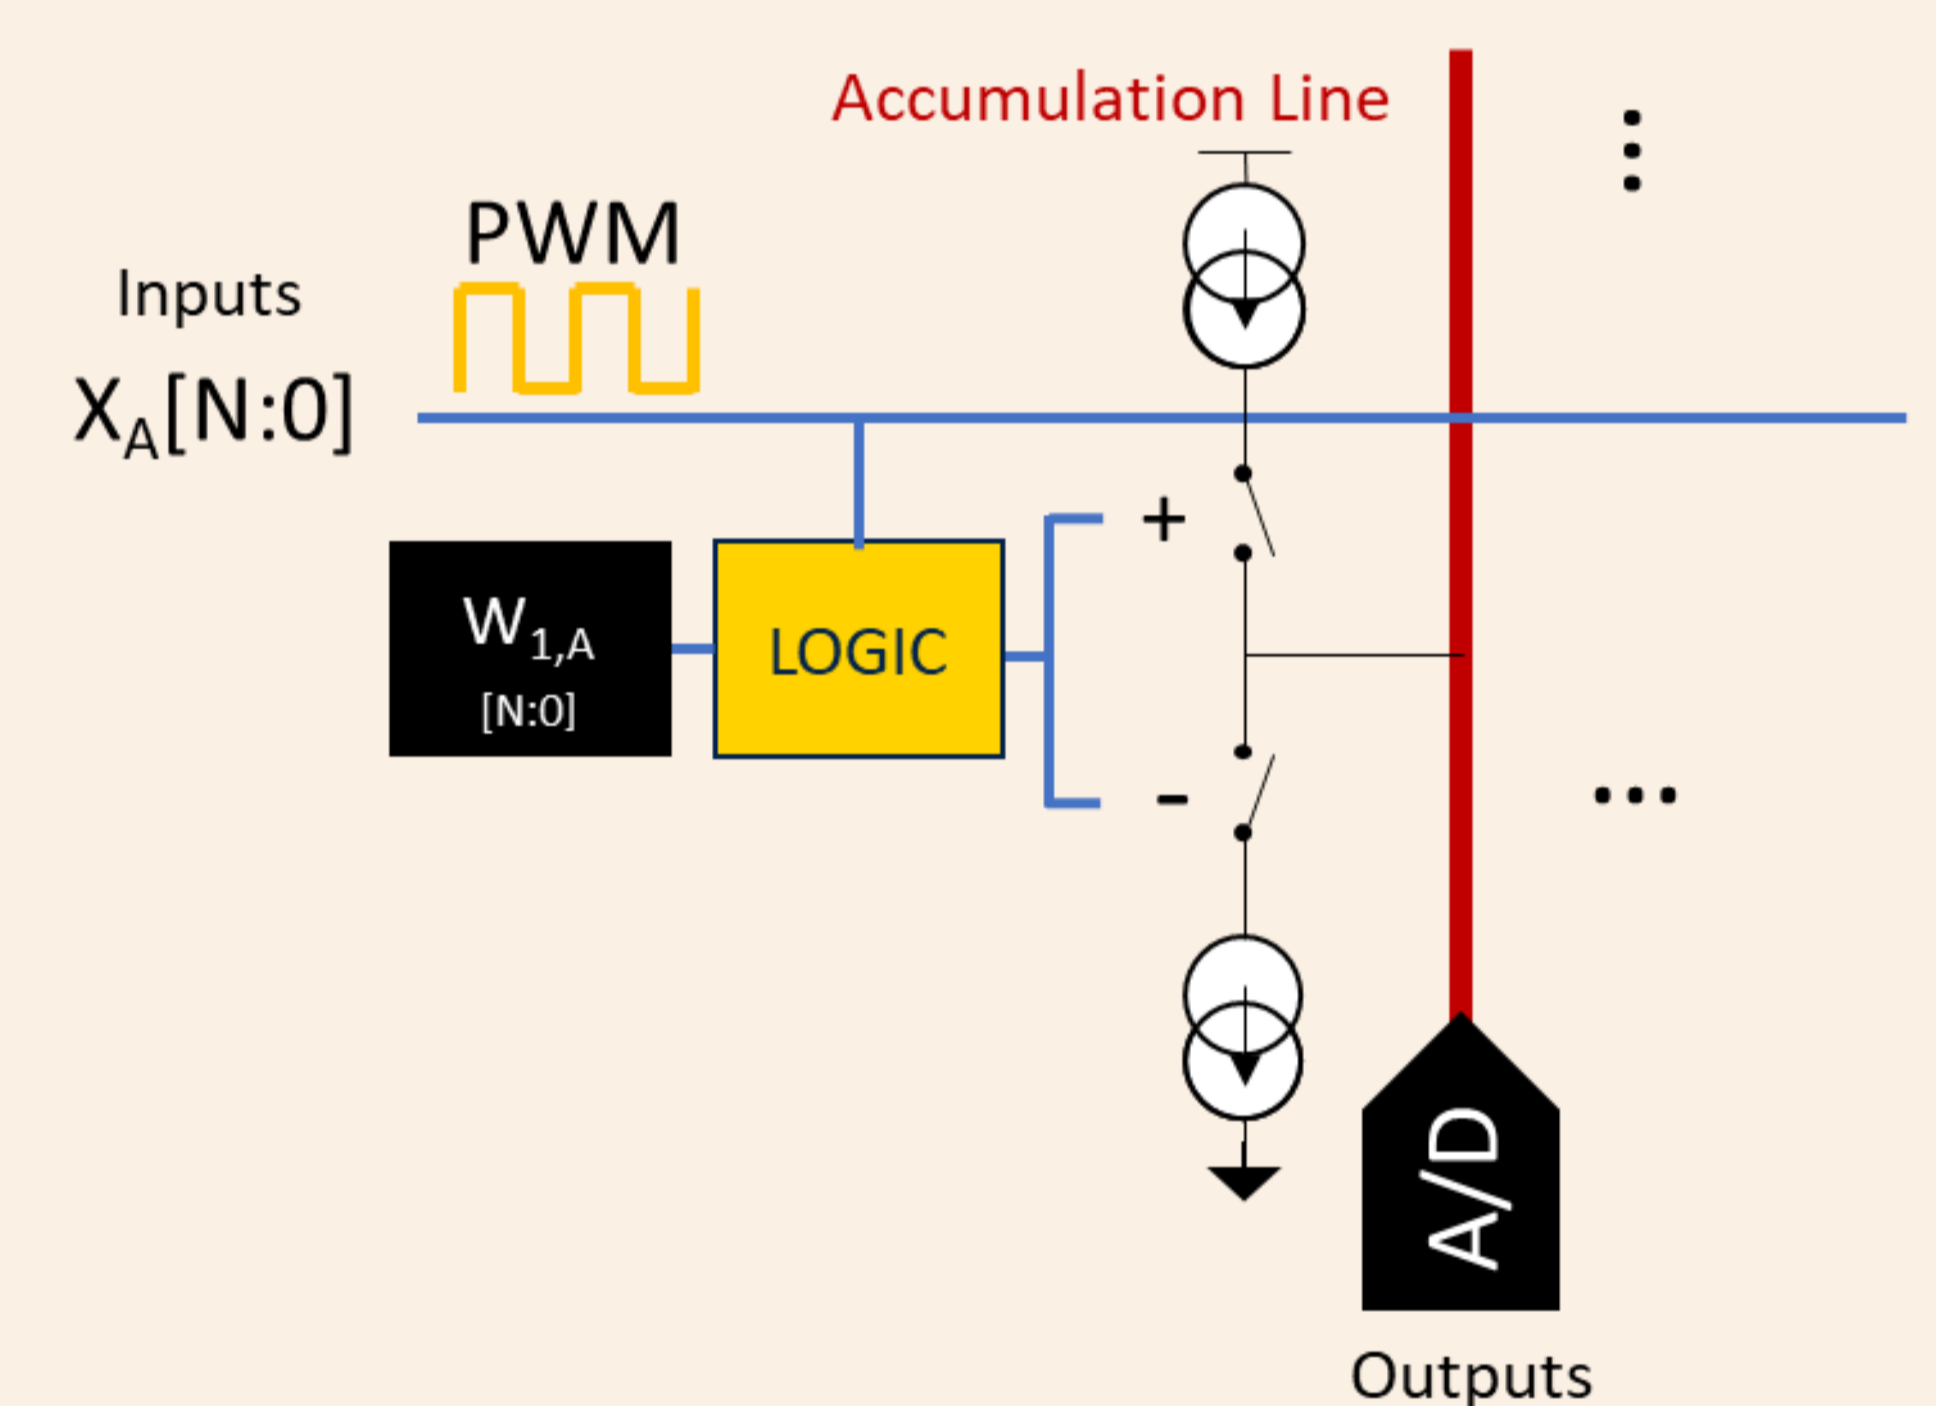 Accumulation Line
PWM
Inputs
X_A[N:0]
+
W_1,A
[N:0]
LOGIC
-
A/D
Outputs